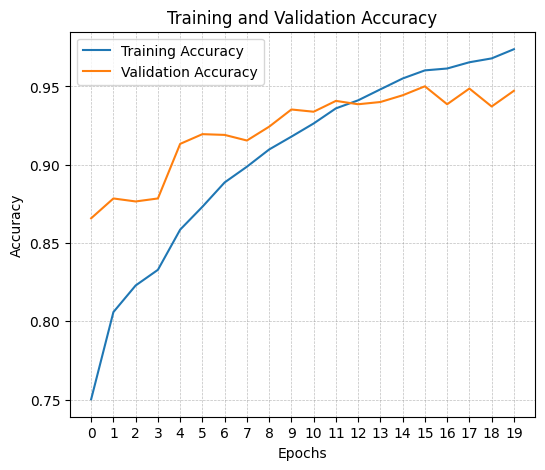 Training and Validation Accuracy
Training Accuracy
Validation Accuracy
0.95
0.90
0.85
0.80
0.75
Accuracy
0 1 2 3 4 5 6 7 8 9 10 11 12 13 14 15 16 17 18 19
Epochs